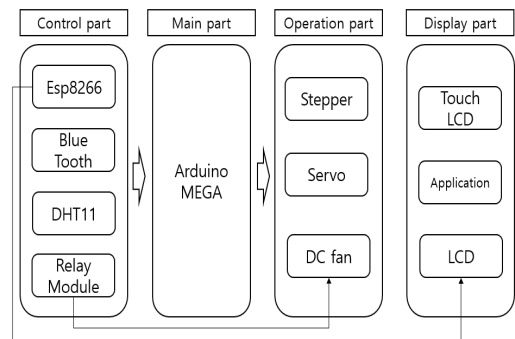 Control part
Main part
Operation part
Display part
Esp8266
Blue
Tooth
DHT11
Relay
Module
Arduino
MEGA
Stepper
Servo
DC fan
Touch
LCD
Application
LCD